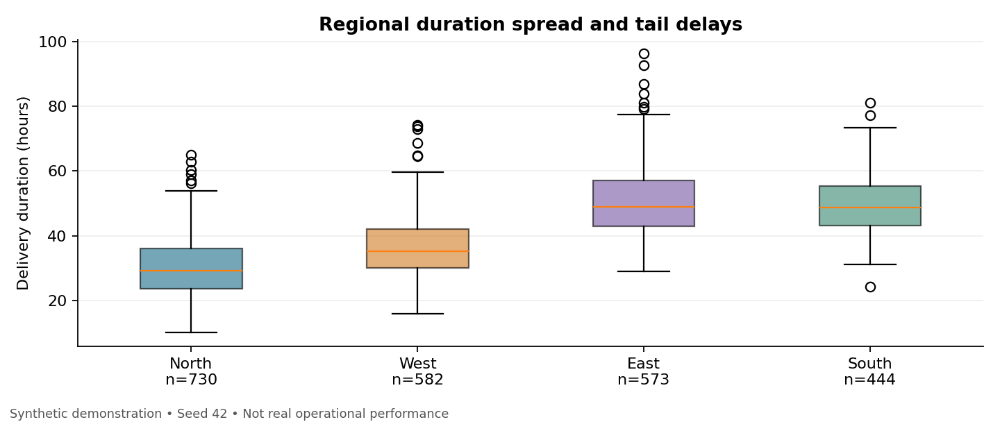 Regional duration spread and tail delays
Delivery duration (hours)
100
80
60
40
20
North
n=730
West
n=582
East
n=573
South
n=444
Synthetic demonstration • Seed 42 • Not real operational performance